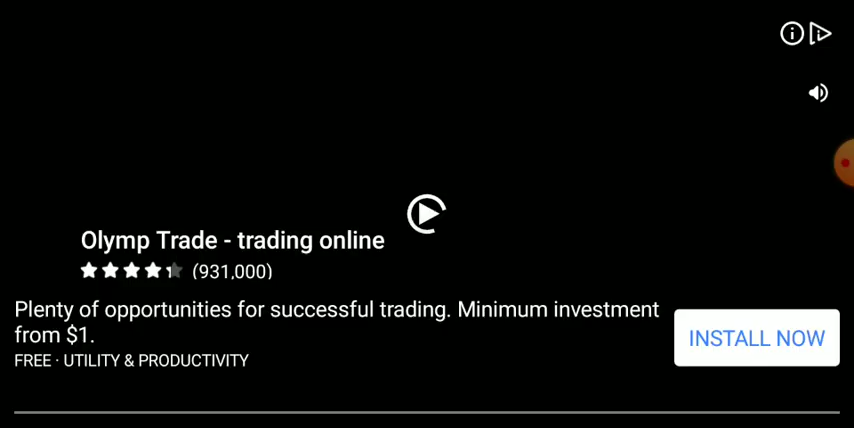 Olymp Trade - trading online
(931,000)
Plenty of opportunities for successful trading. Minimum investment
from $1.
INSTALL NOW
FREE · UTILITY & PRODUCTIVITY